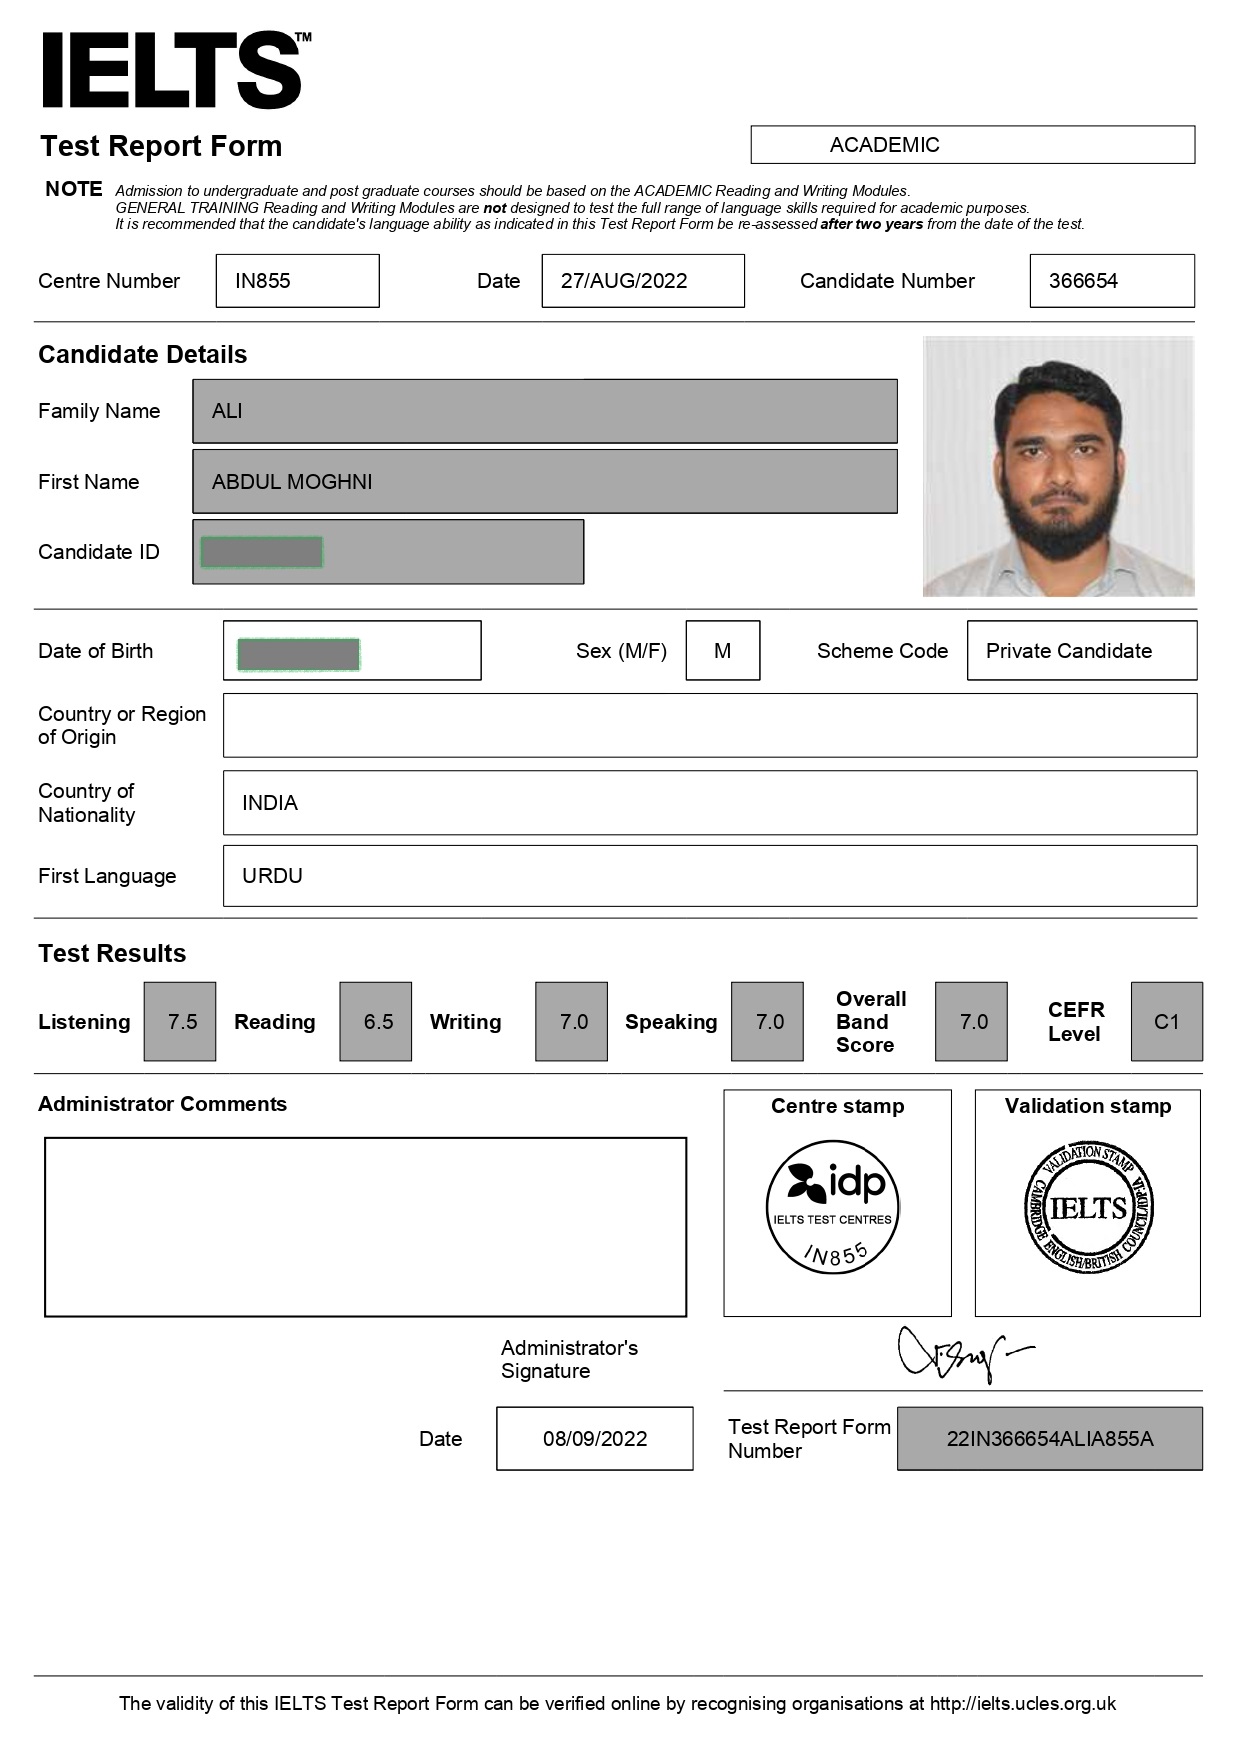 IELTS™
Test Report Form
ACADEMIC
NOTE Admission to undergraduate and post graduate courses should be based on the ACADEMIC Reading and Writing Modules.
GENERAL TRAINING Reading and Writing Modules are not designed to test the full range of language skills required for academic purposes.
It is recommended that the candidate's language ability as indicated in this Test Report Form be re-assessed after two years from the date of the test.
Centre Number IN855 Date 27/AUG/2022 Candidate Number 366654
Candidate Details
Family Name ALI
First Name ABDUL MOGHNI
Candidate ID
Date of Birth Sex (M/F) M Scheme Code Private Candidate
Country or Region
of Origin
Country of
Nationality
INDIA
First Language URDU
Test Results
Listening 7.5 Reading 6.5 Writing 7.0 Speaking 7.0
Overall
Band
Score
7.0
CEFR
Level
C1
Administrator Comments
Centre stamp
idp
IELTS TEST CENTRES
IN855
Validation stamp
VALIDATION STAMP
IELTS
CAMBRIDGE ENGLISH/BRITISH COUNCIL/IDP:IA
Administrator's
Signature
Date 08/09/2022
Test Report Form
Number
22IN366654ALIA855A
The validity of this IELTS Test Report Form can be verified online by recognising organisations at http://ielts.ucles.org.uk